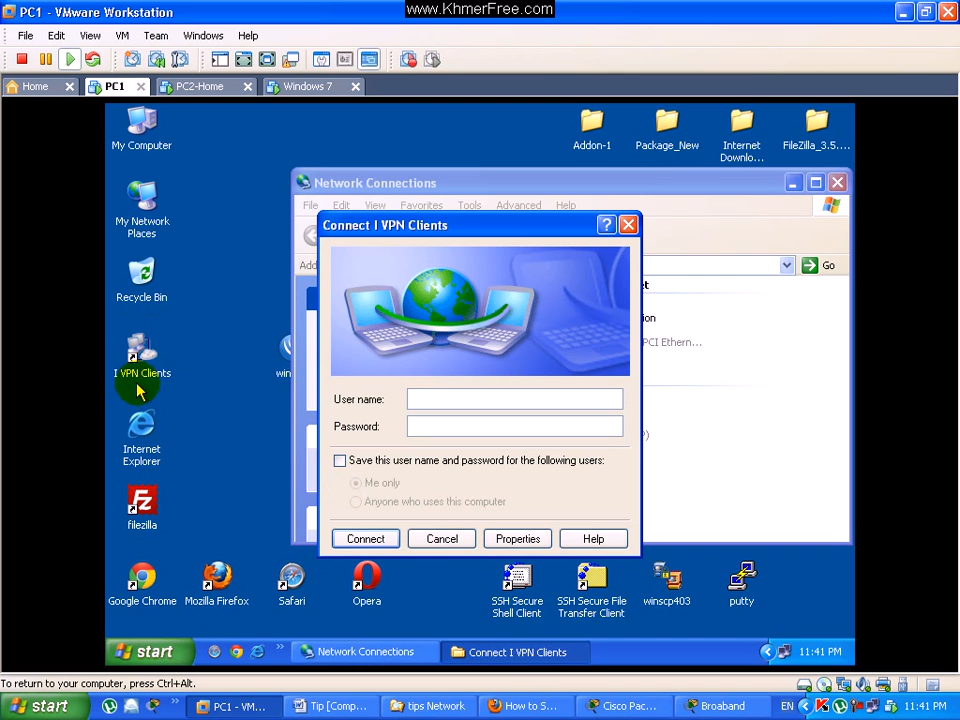 PC1 - VMware Workstation
www.KhmerFree.com
File Edit View VM Team Windows Help
Home PC1 PC2-Home Windows 7
My Computer
Addon-1
Package_New
Internet
Downlo...
FileZilla_3.5....
My Network
Places
Network Connections
File Edit View Favorites Tools Advanced Help
Connect I VPN Clients
Go
Recycle Bin
PCI Ethern...
I VPN Clients
User name:
Password:
Save this user name and password for the following users:
Me only
Anyone who uses this computer
Connect Cancel Properties Help
Internet
Explorer
filezilla
Google Chrome
Mozilla Firefox
Safari
Opera
SSH Secure
Shell Client
SSH Secure File
Transfer Client
winscp403
putty
start
Network Connections
Connect I VPN Clients
11:41 PM
To return to your computer, press Ctrl+Alt.
start
PC1 - VM...
Tip [Comp...
tips Network
How to S...
Cisco Pac...
Broaband
EN
11:41 PM